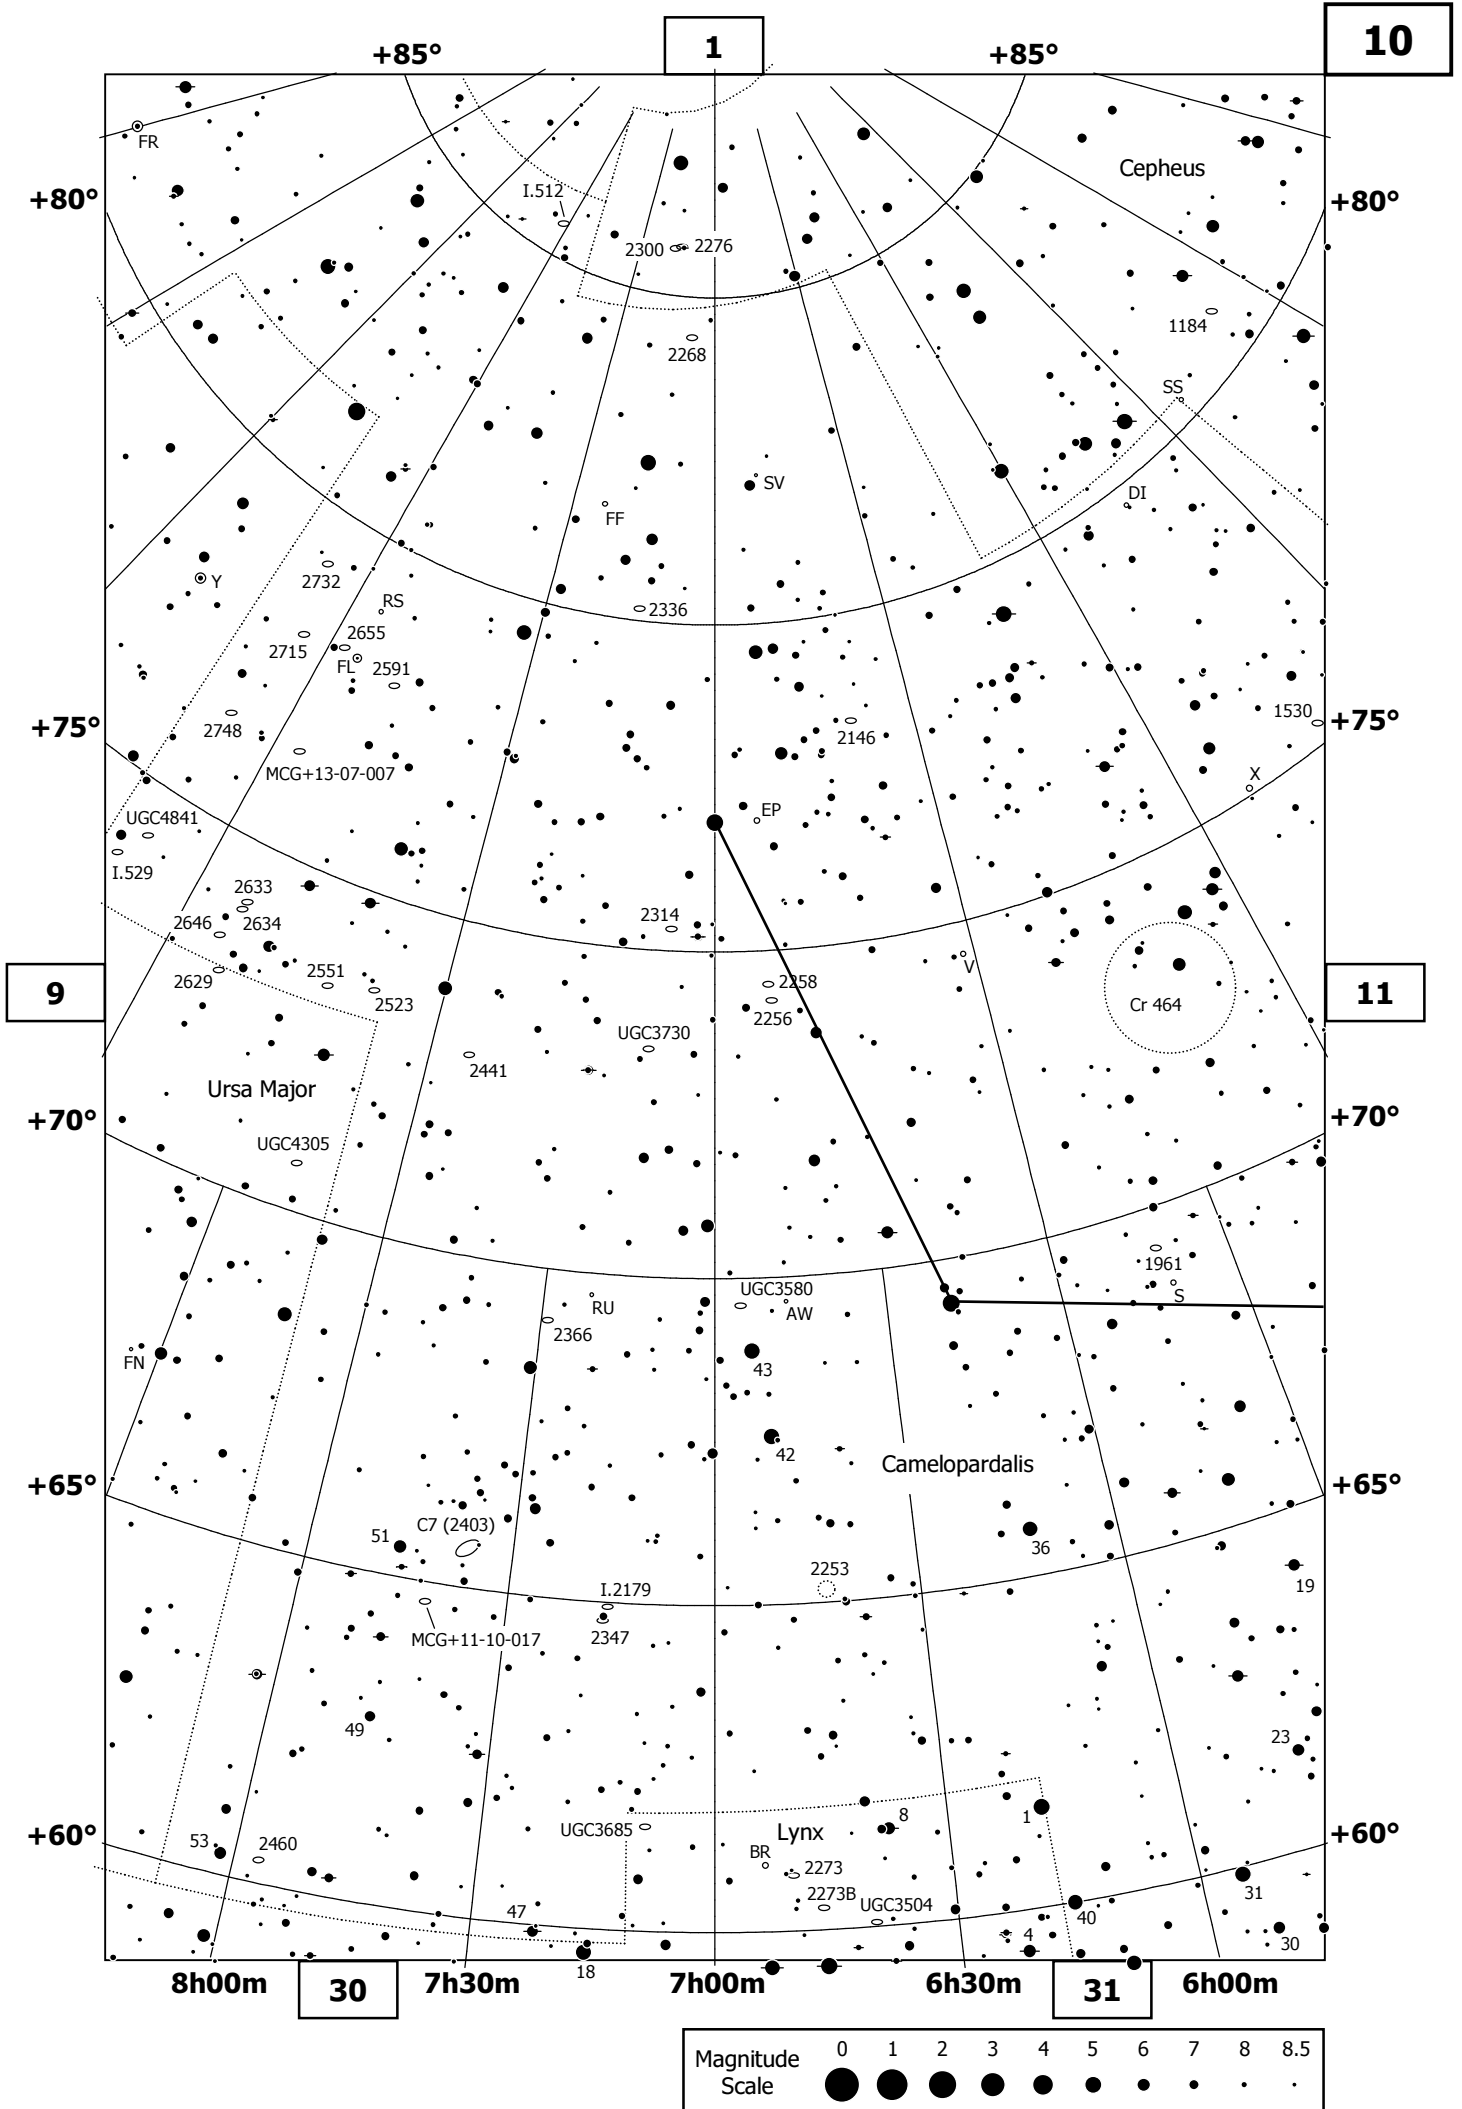 +85°
1
+85°
10
FR
Cepheus
+80°
I.512
+80°
2300
2276
1184
2268
SS
SV
DI
FF
Y
2732
RS
2336
2655
2715
FL
2591
+75°
2748
2146
1530
+75°
MCG+13-07-007
X
EP
UGC4841
I.529
2633
2646
2634
2314
V
9
2629
2551
2523
2258
2256
Cr 464
11
UGC3730
2441
Ursa Major
+70°
+70°
UGC4305
1961
UGC3580
S
RU
AW
2366
FN
43
42
Camelopardalis
+65°
+65°
C7 (2403)
51
36
2253
19
I.2179
MCG+11-10-017
2347
49
23
1
8
UGC3685
Lynx
+60°
53
2460
+60°
BR
2273
2273B
UGC3504
31
47
40
4
30
18
8h00m
30
7h30m
7h00m
6h30m
31
6h00m
Magnitude
Scale
0 1 2 3 4 5 6 7 8 8.5